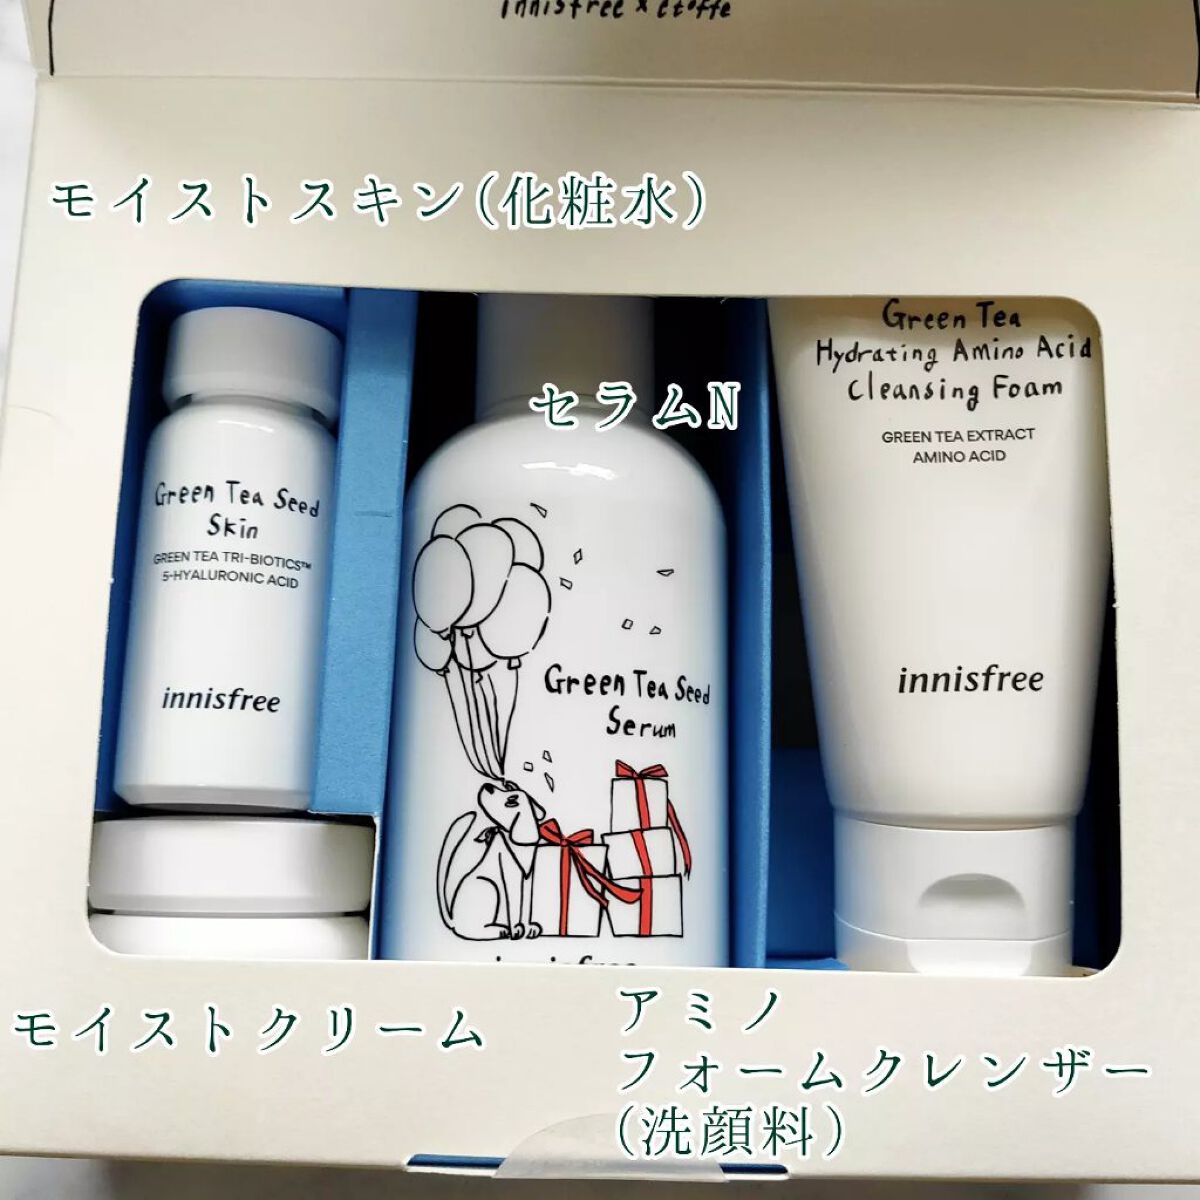 innisfree × étoffe
モイストスキン(化粧水)
Green Tea
Hydrating Amino Acid
Cleansing Foam
GREEN TEA EXTRACT
AMINO ACID
セラムN
Green Tea Seed
Skin
GREEN TEA TRI-BIOTICS™
5-HYALURONIC ACID
innisfree
Green Tea Seed
Serum
innisfree
innisfree
モイストクリーム
アミノ
フォームクレンザー
(洗顔料)